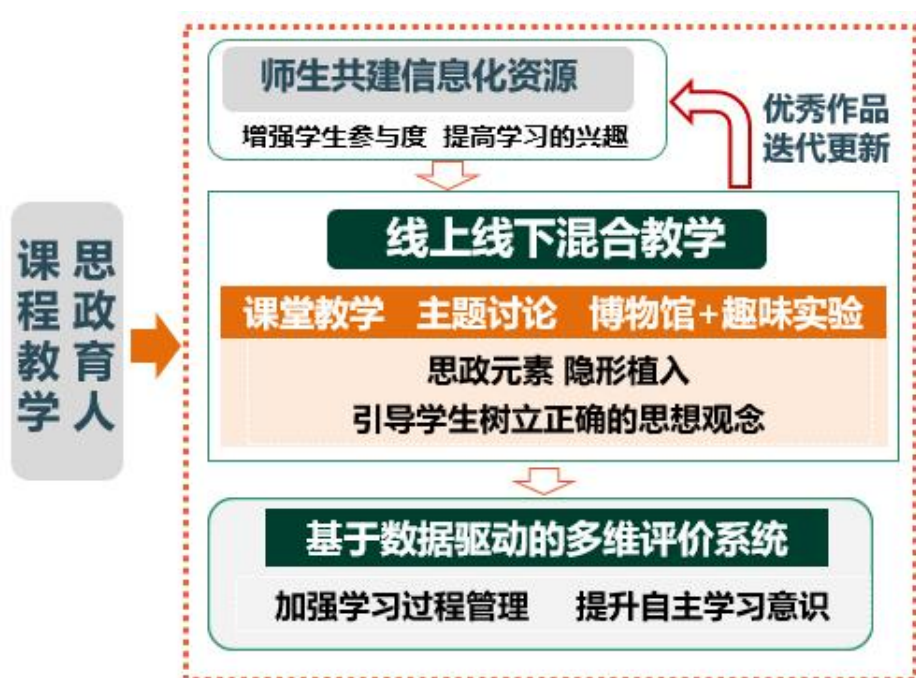 师生共建信息化资源
增强学生参与度 提高学习的兴趣
优秀作品
迭代更新
课程教学
思政育人
线上线下混合教学
课堂教学 主题讨论 博物馆+趣味实验
思政元素 隐形植入
引导学生树立正确的思想观念
基于数据驱动的多维评价系统
加强学习过程管理 提升自主学习意识